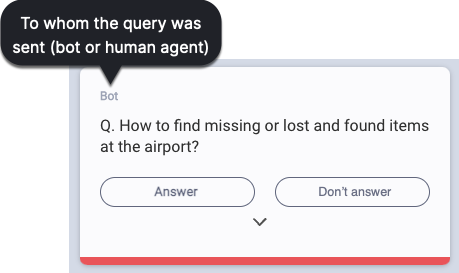 To whom the query was
sent (bot or human agent)
Bot
Q. How to find missing or lost and found items
at the airport?
Answer
Don't answer